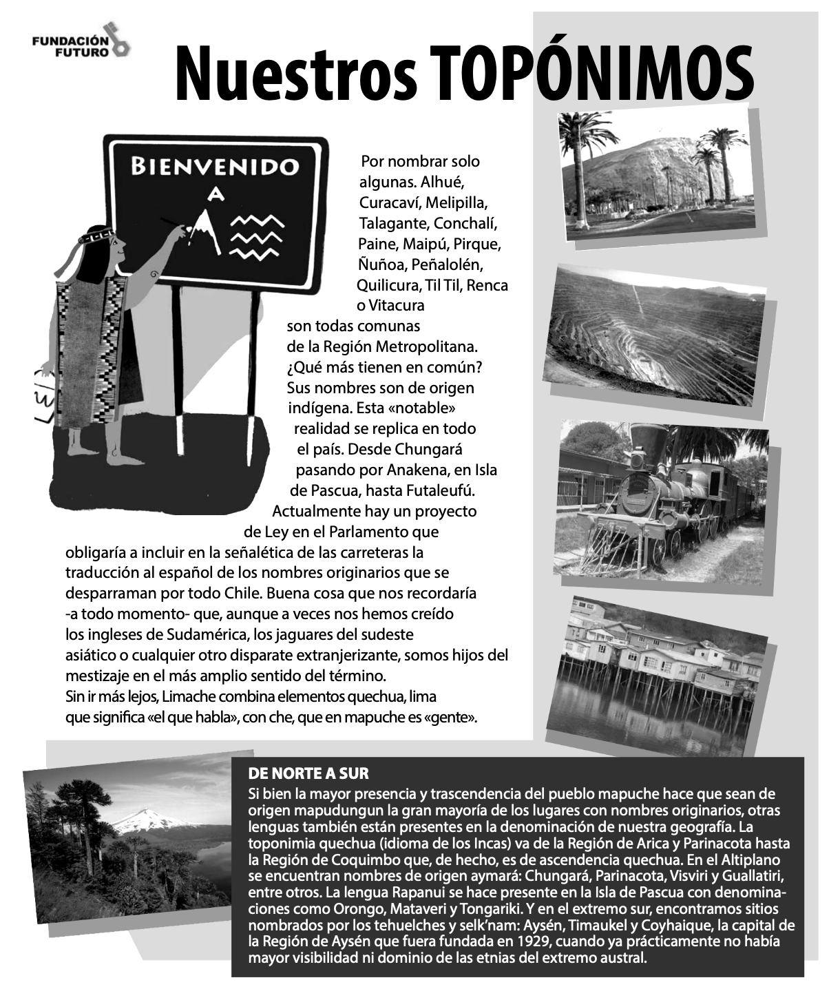 FUNDACIÓN
FUTURO
Nuestros TOPÓNIMOS
BIENVENIDO
A
Por nombrar solo
algunas. Alhué,
Curacaví, Melipilla,
Talagante, Conchalí,
Paine, Maipú, Pirque,
Ñuñoa, Peñalolén,
Quilicura, Til Til, Renca
o Vitacura
son todas comunas
de la Región Metropolitana.
¿Qué más tienen en común?
Sus nombres son de origen
indígena. Esta «notable»
realidad se replica en todo
el país. Desde Chungará
pasando por Anakena, en Isla
de Pascua, hasta Futaleufú.
Actualmente hay un proyecto
de Ley en el Parlamento que
obligaría a incluir en la señalética de las carreteras la
traducción al español de los nombres originarios que se
desparraman por todo Chile. Buena cosa que nos recordaría
-a todo momento- que, aunque a veces nos hemos creído
los ingleses de Sudamérica, los jaguares del sudeste
asiático o cualquier otro disparate extranjerizante, somos hijos del
mestizaje en el más amplio sentido del término.
Sin ir más lejos, Limache combina elementos quechua, lima
que significa «el que habla», con che, que en mapuche es «gente».
DE NORTE A SUR
Si bien la mayor presencia y trascendencia del pueblo mapuche hace que sean de
origen mapudungun la gran mayoría de los lugares con nombres originarios, otras
lenguas también están presentes en la denominación de nuestra geografía. La
toponimia quechua (idioma de los Incas) va de la Región de Arica y Parinacota hasta
la Región de Coquimbo que, de hecho, es de ascendencia quechua. En el Altiplano
se encuentran nombres de origen aymará: Chungará, Parinacota, Visviri y Guallatiri,
entre otros. La lengua Rapanui se hace presente en la Isla de Pascua con denomina-
ciones como Orongo, Mataveri y Tongariki. Y en el extremo sur, encontramos sitios
nombrados por los tehuelches y selk’nam: Aysén, Timaukel y Coyhaique, la capital de
la Región de Aysén que fuera fundada en 1929, cuando ya prácticamente no había
mayor visibilidad ni dominio de las etnias del extremo austral.